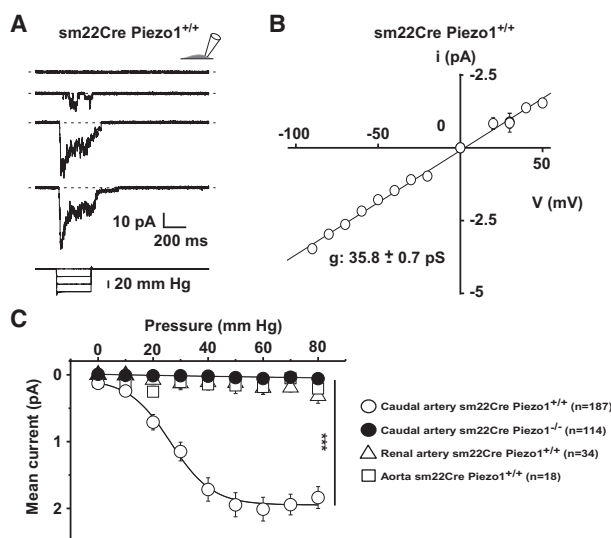 A
sm22Cre Piezo1+/+
10 pA
200 ms
20 mm Hg
B
sm22Cre Piezo1+/+
i (pA)
-2.5
-100
-50
0
50
V (mV)
-2.5
g: 35.8 ± 0.7 pS
-5
C
Pressure (mm Hg)
0 20 40 60 80
0
1
2
Mean current (pA)
***
Caudal artery sm22Cre Piezo1+/+ (n=187)
Caudal artery sm22Cre Piezo1-/- (n=114)
Renal artery sm22Cre Piezo1+/+ (n=34)
Aorta sm22Cre Piezo1+/+ (n=18)